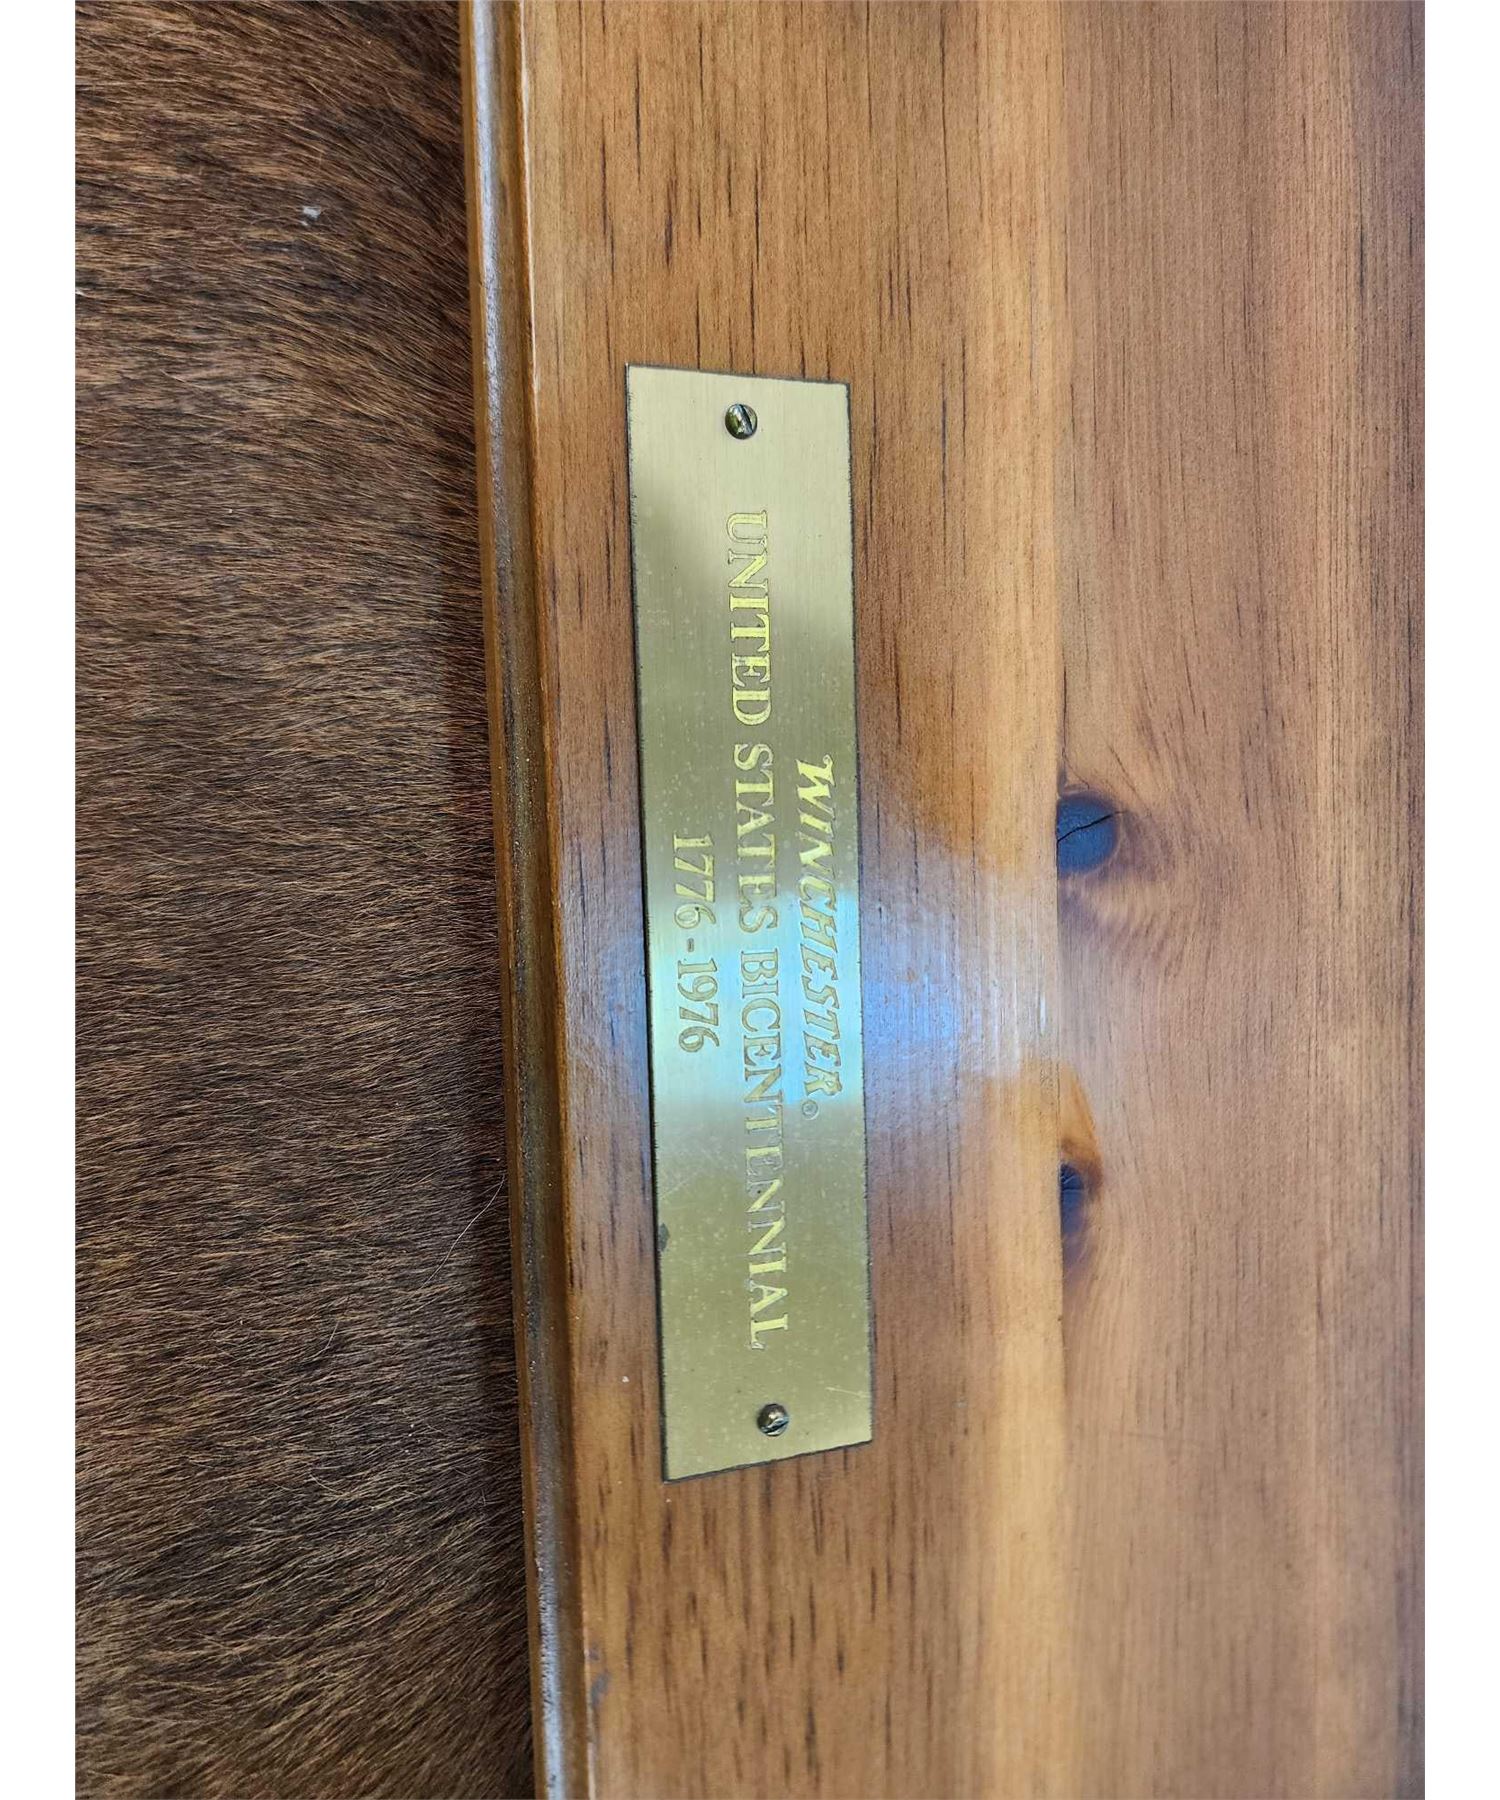 WINCHESTER®
UNITED STATES BICENTENNIAL
1776-1976